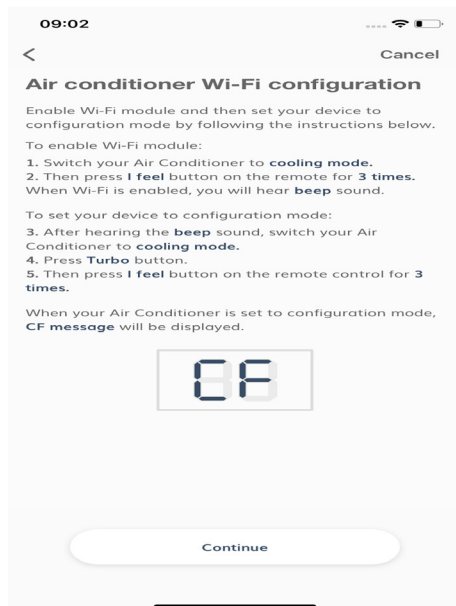 09:02
Cancel
Air conditioner Wi-Fi configuration
Enable Wi-Fi module and then set your device to
configuration mode by following the instructions below.
To enable Wi-Fi module:
1. Switch your Air Conditioner to cooling mode.
2. Then press I feel button on the remote for 3 times.
When Wi-Fi is enabled, you will hear beep sound.
To set your device to configuration mode:
3. After hearing the beep sound, switch your Air
Conditioner to cooling mode.
4. Press Turbo button.
5. Then press I feel button on the remote control for 3
times.
When your Air Conditioner is set to configuration mode,
CF message will be displayed.
CF
Continue